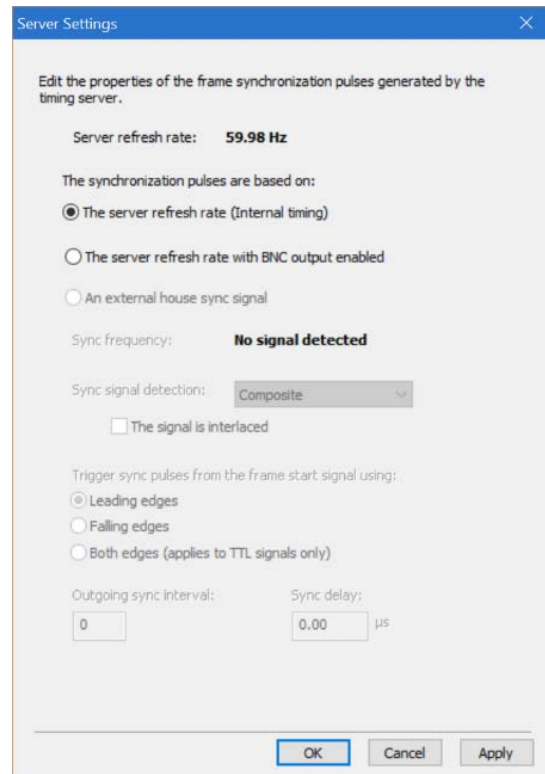 Server Settings
Edit the properties of the frame synchronization pulses generated by the
timing server.
Server refresh rate: 59.98 Hz
The synchronization pulses are based on:
The server refresh rate (Internal timing)
The server refresh rate with BNC output enabled
An external house sync signal
Sync frequency: No signal detected
Sync signal detection: Composite
The signal is interlaced
Trigger sync pulses from the frame start signal using:
Leading edges
Falling edges
Both edges (applies to TTL signals only)
Outgoing sync interval: Sync delay:
0 0.00 µs
OK Cancel Apply